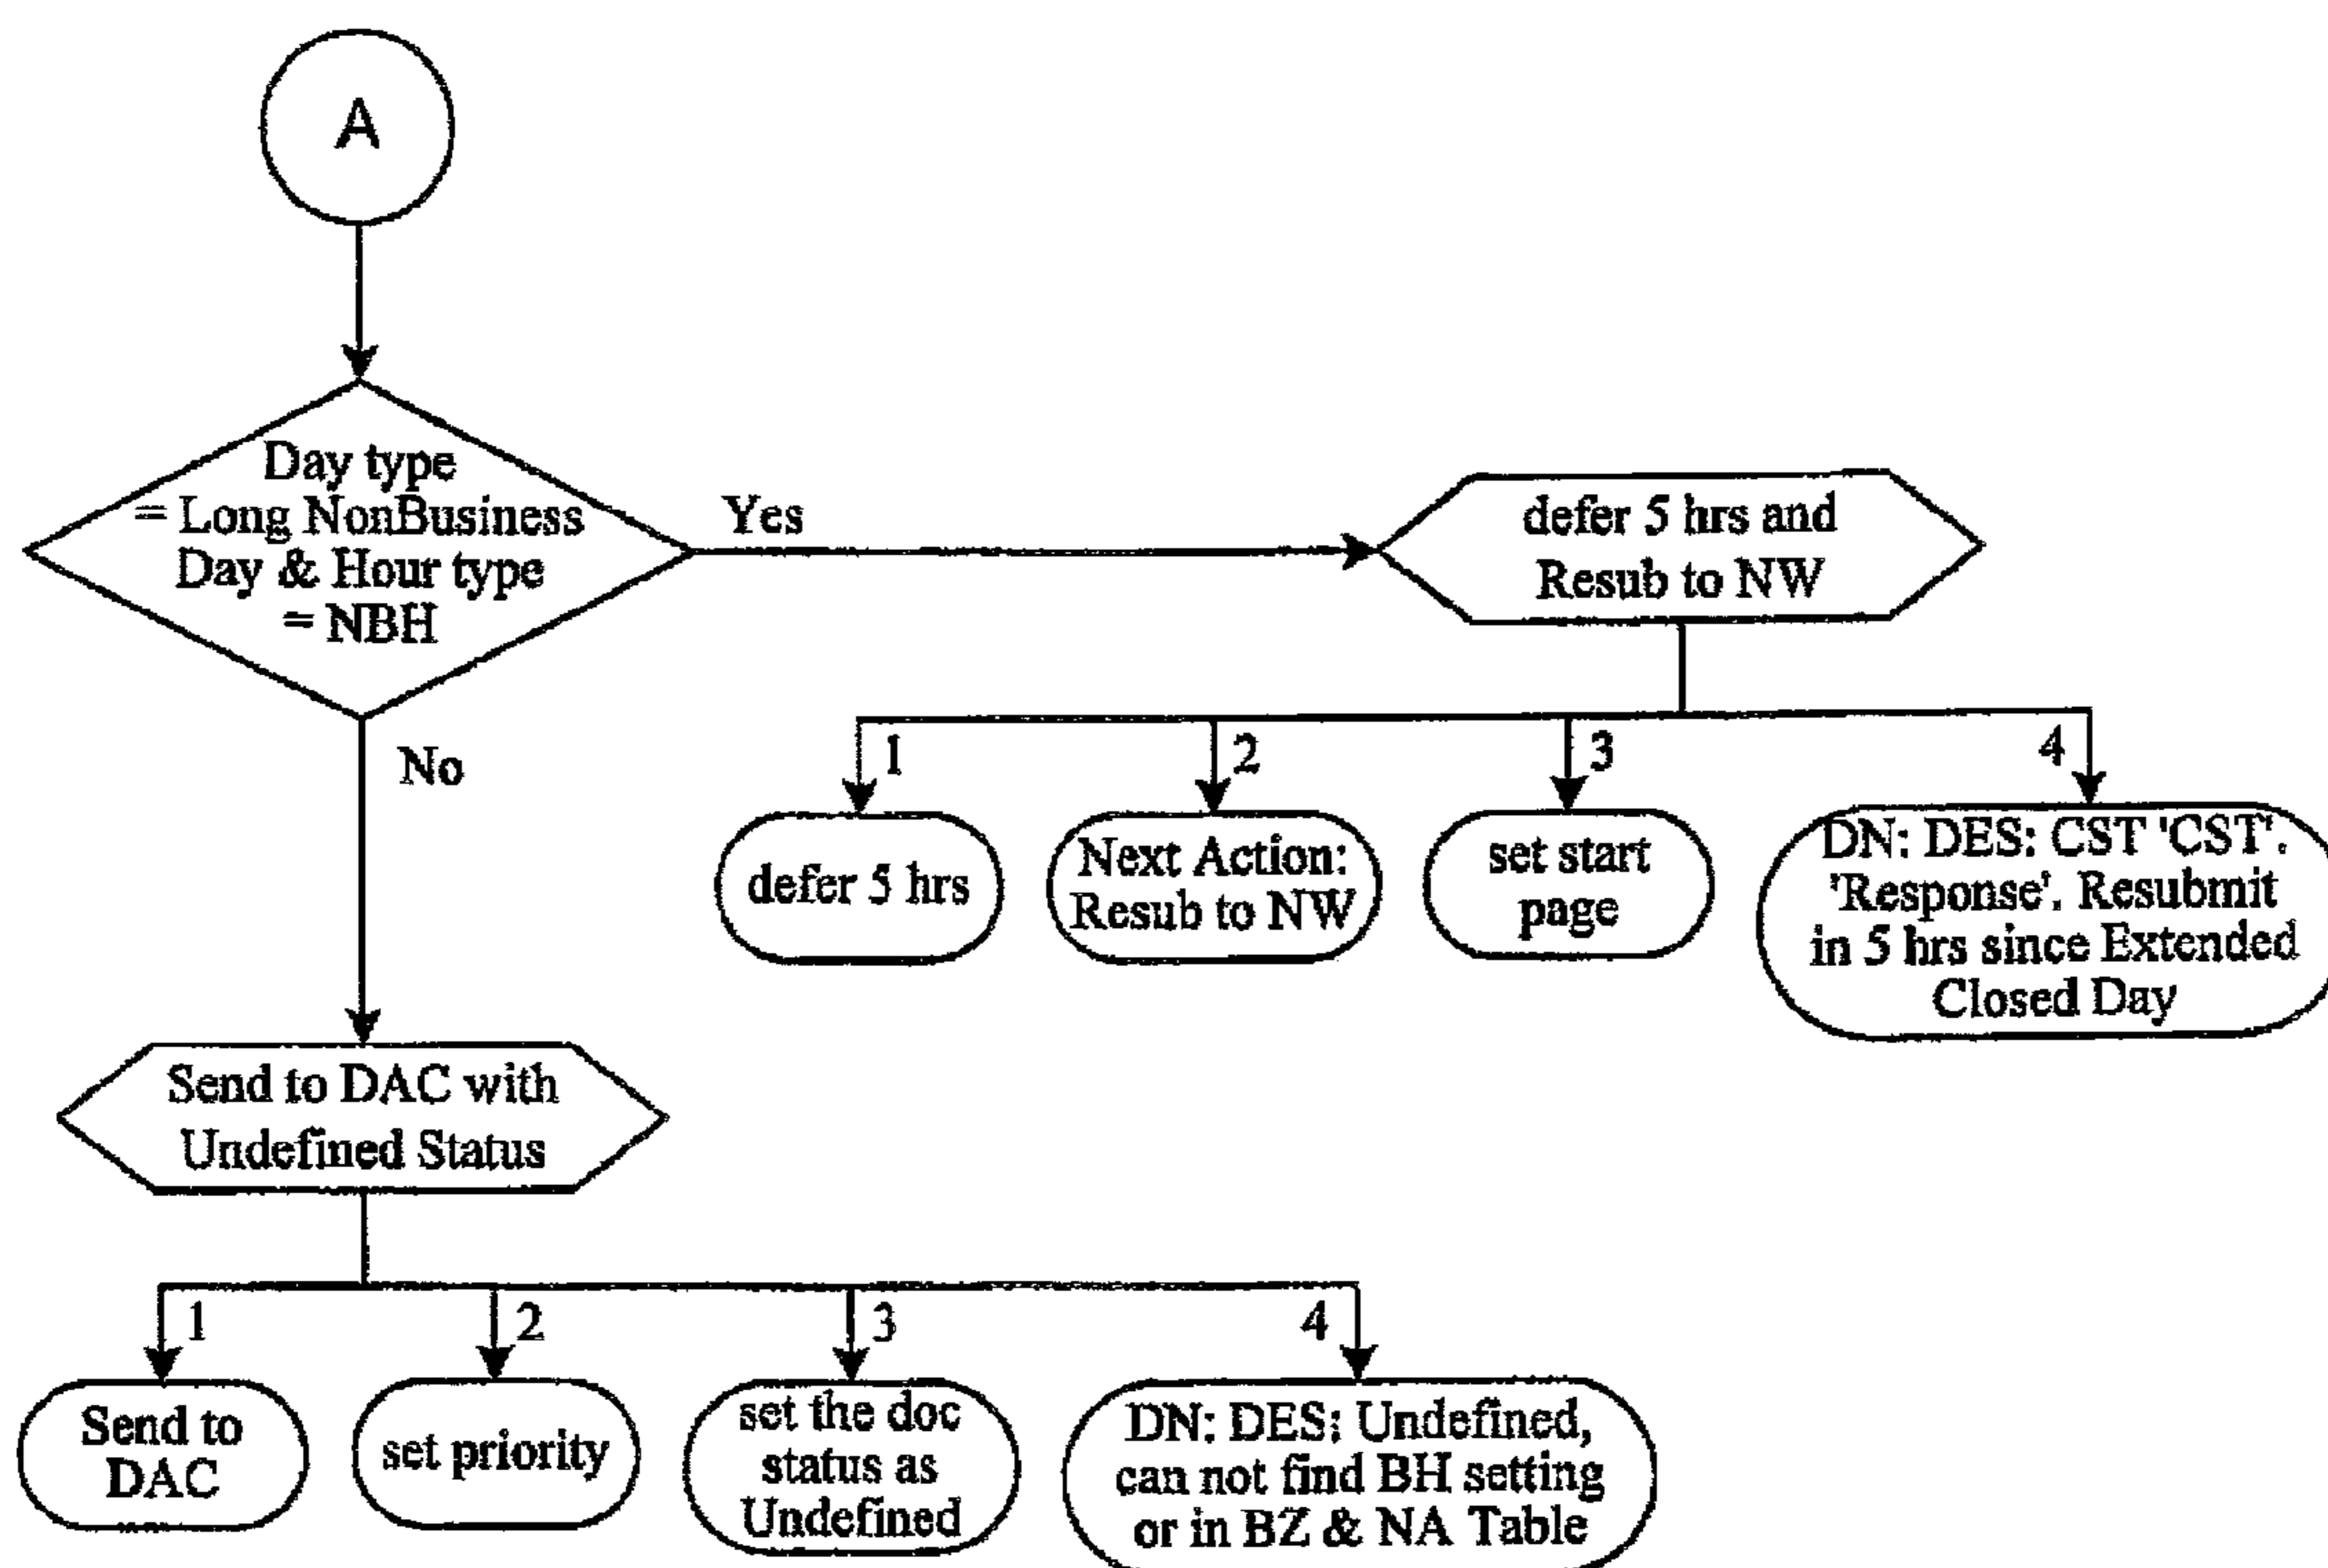 A
Day type
= Long NonBusiness
Day & Hour type
= NBH
Yes
defer 5 hrs and
Resub to NW
No
1
2
3
4
defer 5 hrs
Next Action:
Resub to NW
set start
page
DN: DES: CST 'CST'.
'Response'. Resubmit
in 5 hrs since Extended
Closed Day
Send to DAC with
Undefined Status
1
2
3
4
Send to
DAC
set priority
set the doc
status as
Undefined
DN: DES: Undefined,
can not find BH setting
or in BZ & NA Table